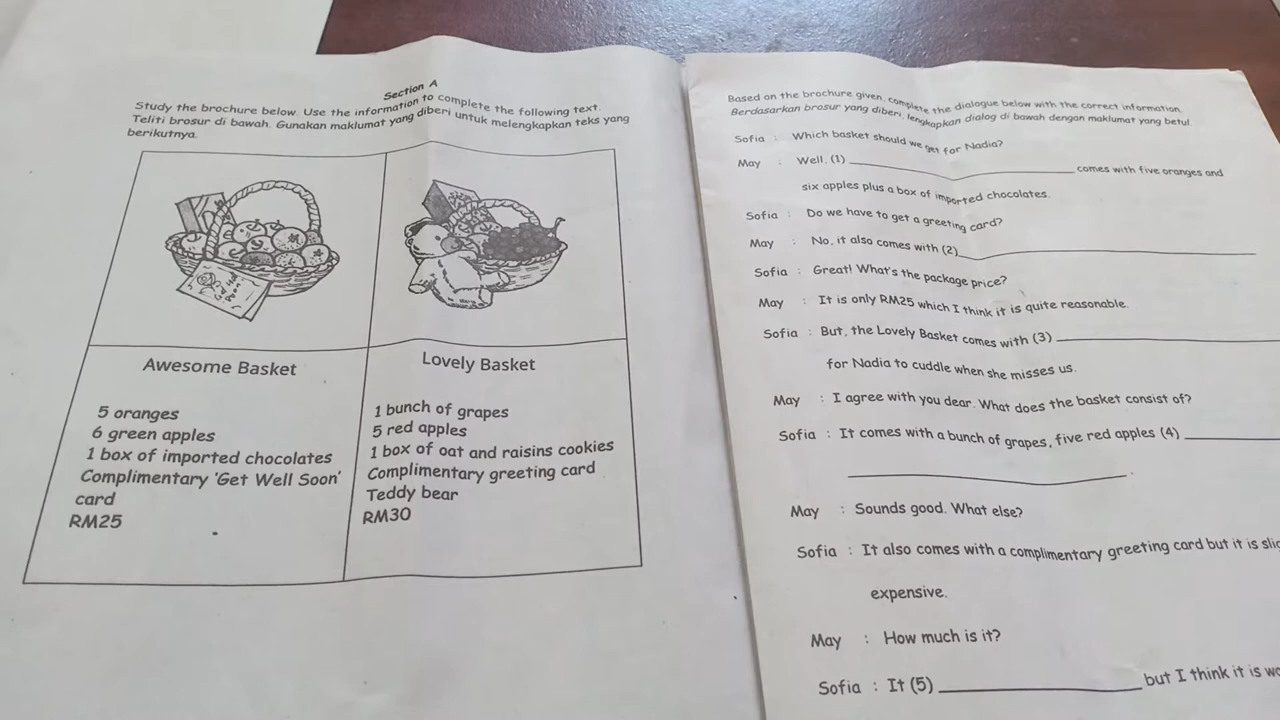 Section A
Study the brochure below. Use the information to complete the following text.
Teliti brosur di bawah. Gunakan maklumat yang diberi untuk melengkapkan teks yang
berikutnya.
Awesome Basket
5 oranges
6 green apples
1 box of imported chocolates
Complimentary 'Get Well Soon'
card
RM25
Lovely Basket
1 bunch of grapes
5 red apples
1 box of oat and raisins cookies
Complimentary greeting card
Teddy bear
RM30
Based on the brochure given, complete the dialogue below with the correct information.
Berdasarkan brosur yang diberi, lengkapkan dialog di bawah dengan maklumat yang betul.
Sofia : Which basket should we get for Nadia?
May : Well, (1) ____________________ comes with five oranges and
six apples plus a box of imported chocolates.
Sofia : Do we have to get a greeting card?
May : No, it also comes with (2) ____________________
Sofia : Great! What's the package price?
May : It is only RM25 which I think it is quite reasonable.
Sofia : But, the Lovely Basket comes with (3) ____________________
for Nadia to cuddle when she misses us.
May : I agree with you dear. What does the basket consist of?
Sofia : It comes with a bunch of grapes, five red apples (4) __________
____________________.
May : Sounds good. What else?
Sofia : It also comes with a complimentary greeting card but it is
expensive.
May : How much is it?
Sofia : It (5) ____________________ but I think it is